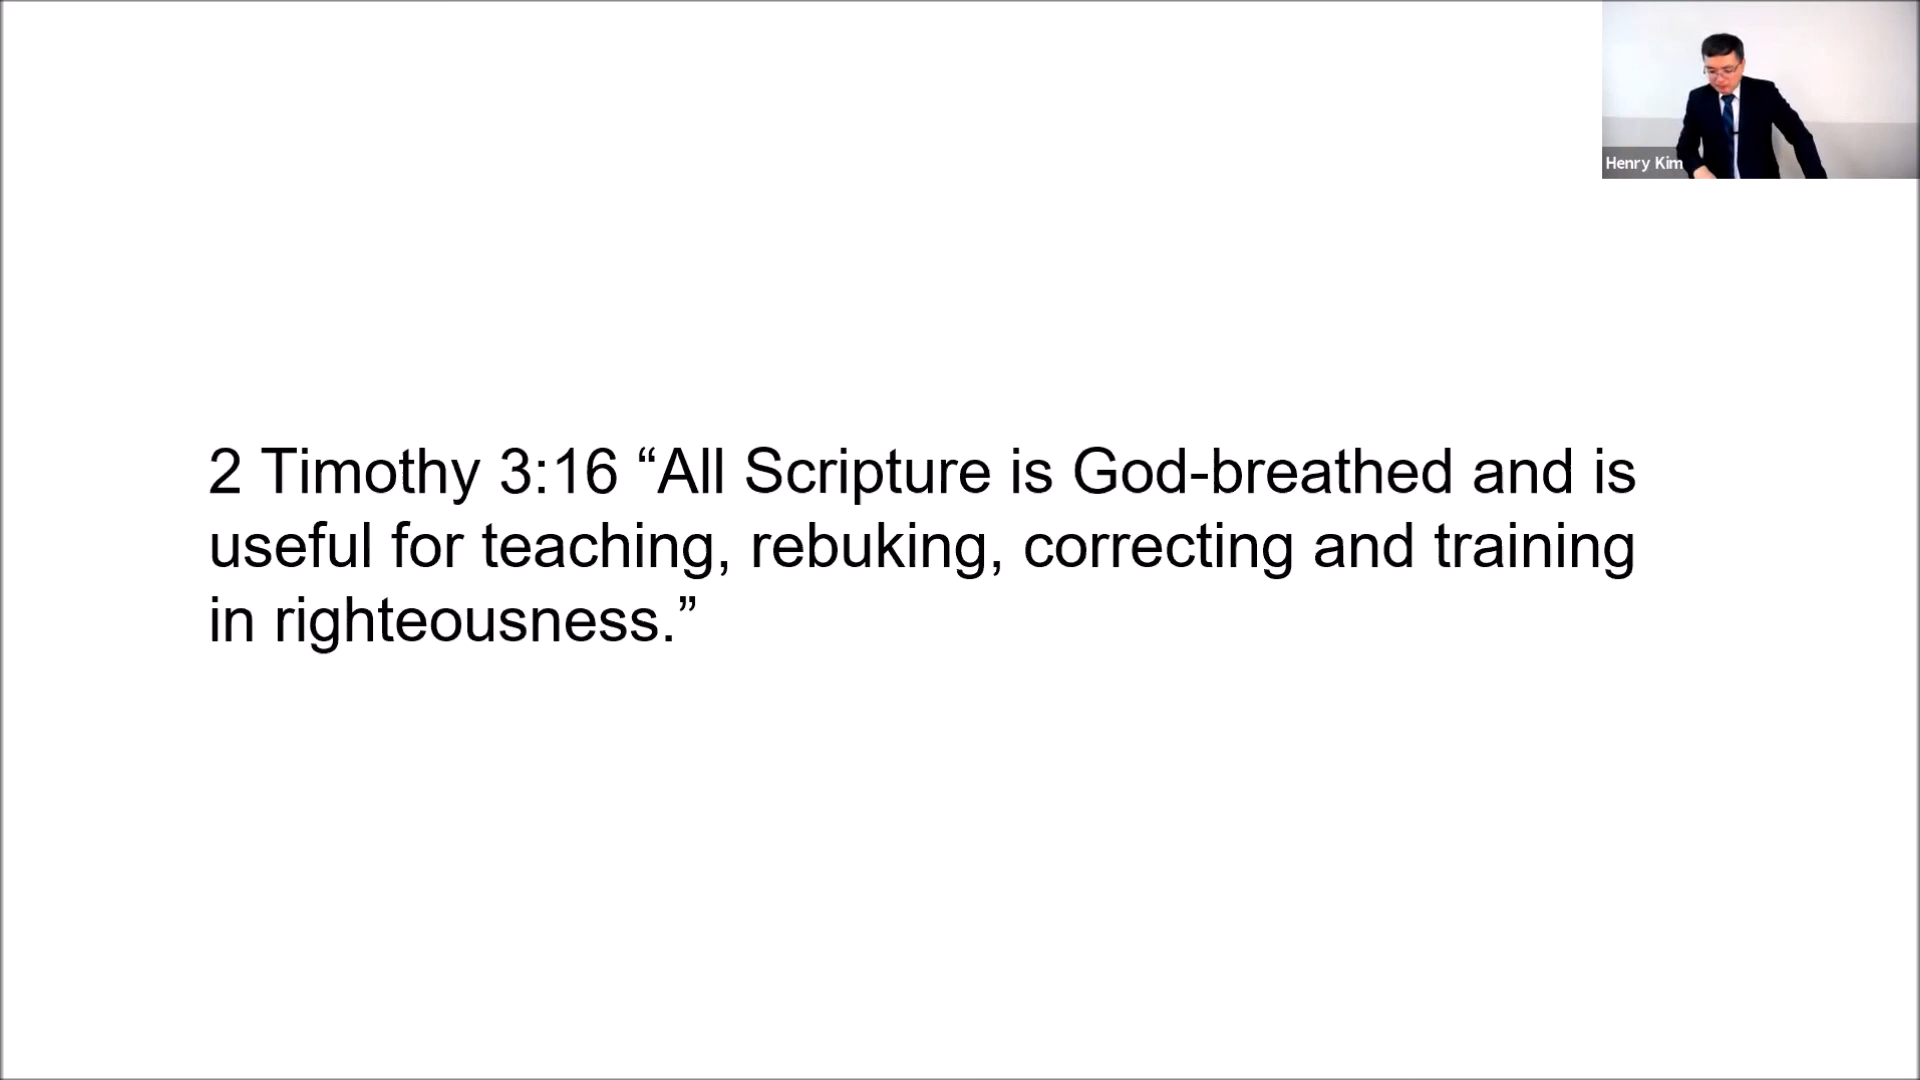 Henry Kim
2 Timothy 3:16 “All Scripture is God-breathed and is
useful for teaching, rebuking, correcting and training
in righteousness.”